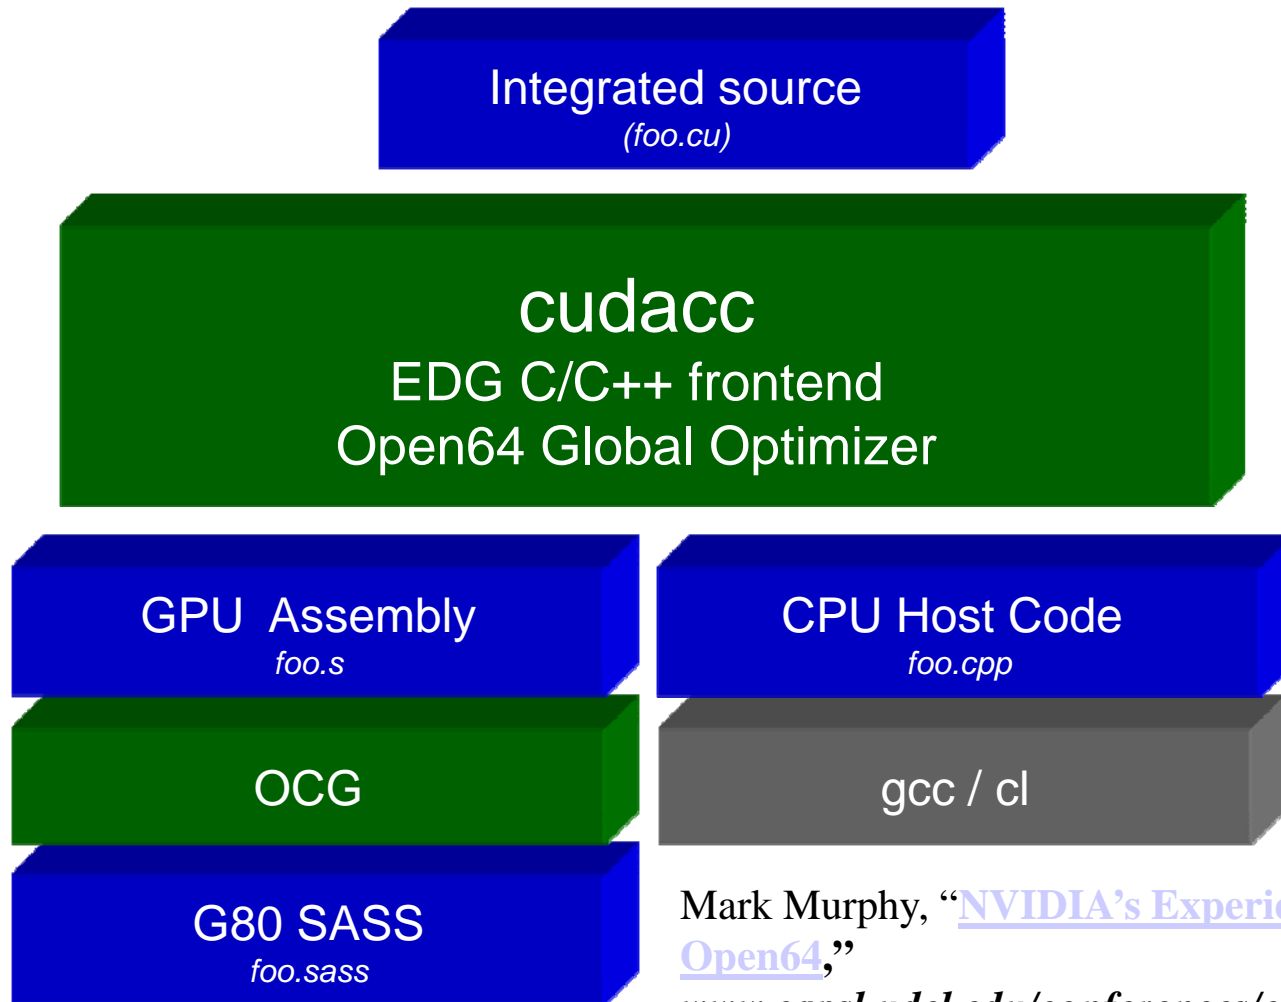 Integrated source
(foo.cu)
cudacc
EDG C/C++ frontend
Open64 Global Optimizer
GPU Assembly
foo.s
CPU Host Code
foo.cpp
OCG
gcc / cl
G80 SASS
foo.sass
Mark Murphy, “NVIDIA’s
Open64,”